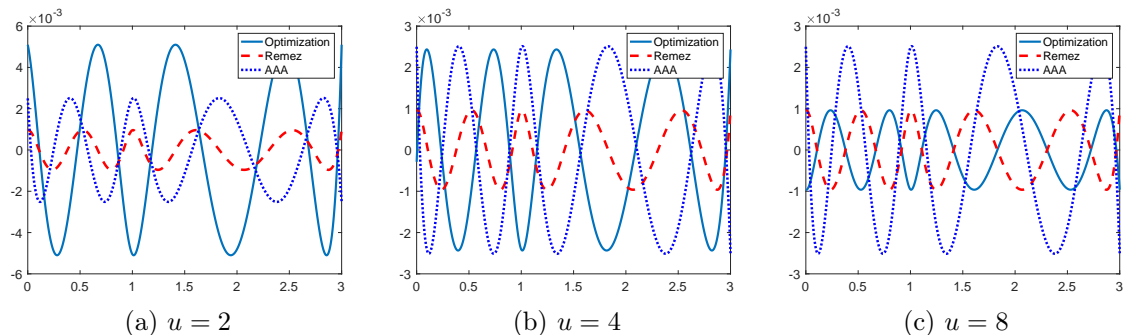 ×10⁻³
6
4
2
0
-2
-4
-6
0 0.5 1 1.5 2 2.5 3
Optimization
Remez
AAA
(a) u = 2
×10⁻³
3
2
1
0
-1
-2
-3
0 0.5 1 1.5 2 2.5 3
Optimization
Remez
AAA
(b) u = 4
×10⁻³
3
2
1
0
-1
-2
-3
0 0.5 1 1.5 2 2.5 3
Optimization
Remez
AAA
(c) u = 8